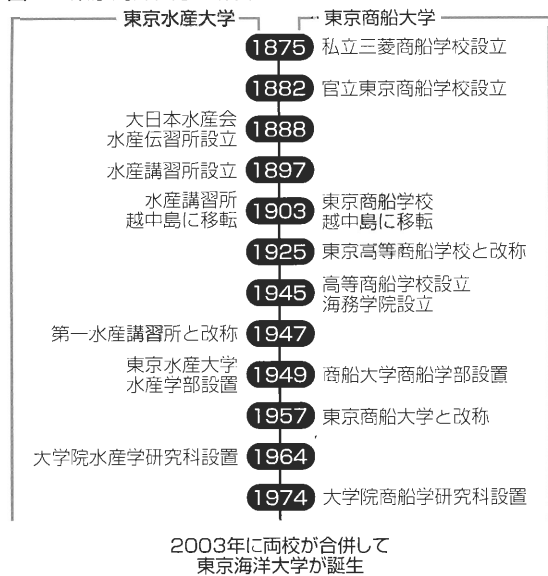 東京水産大学
東京商船大学
1875 私立三菱商船学校設立
1882 官立東京商船学校設立
大日本水産会
水産伝習所設立 1888
水産講習所設立 1897
水産講習所
越中島に移転 1903 東京商船学校
越中島に移転
1925 東京高等商船学校と改称
1945 高等商船学校設立
海務学院設立
第一水産講習所と改称 1947
東京水産大学
水産学部設置 1949 商船大学商船学部設置
1957 東京商船大学と改称
大学院水産学研究科設置 1964
1974 大学院商船学研究科設置
2003年に両校が合併して
東京海洋大学が誕生